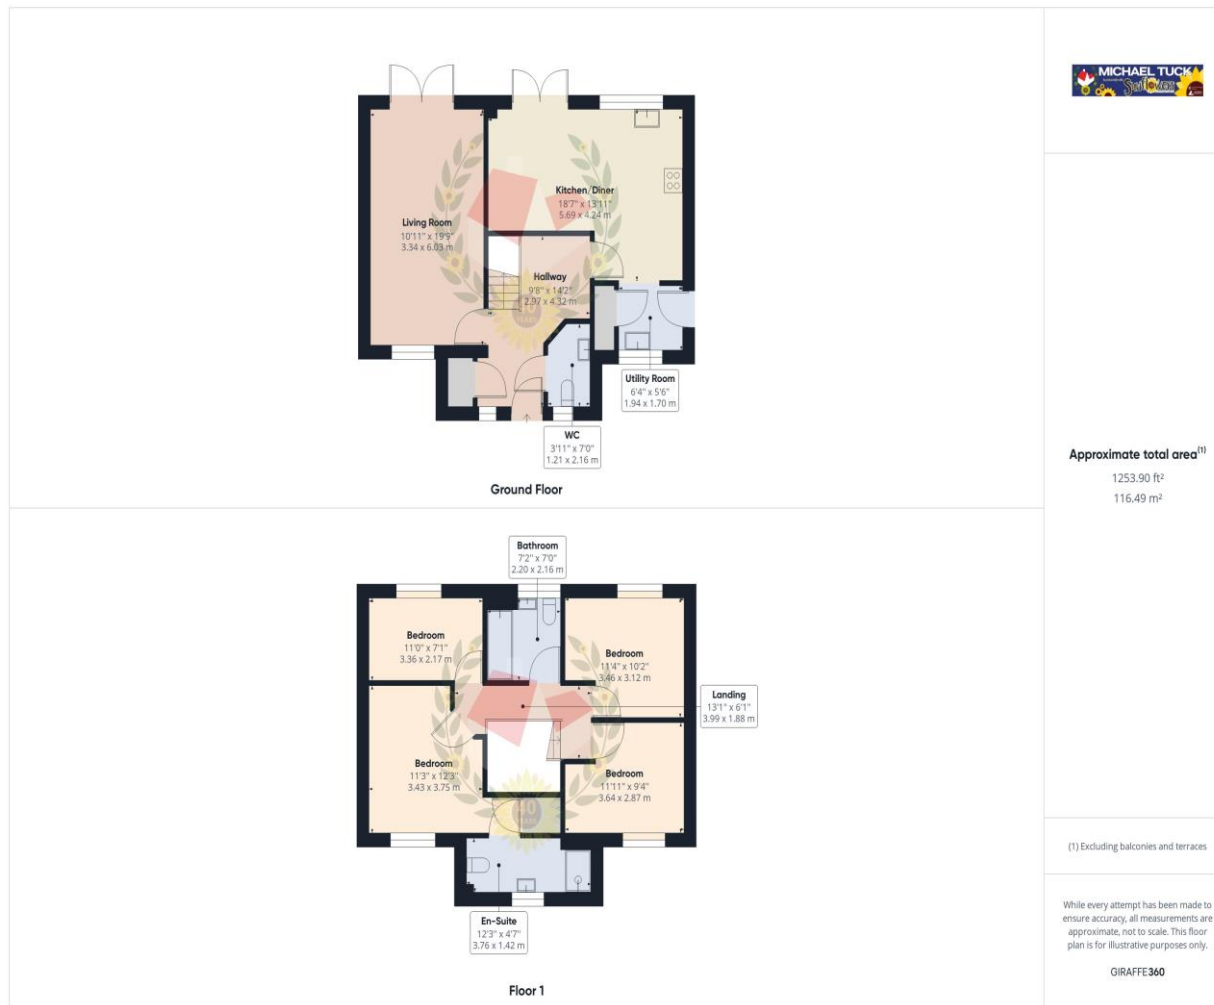 MICHAEL TUCK
Living Room
10'11" x 19'9"
3.34 x 6.03 m
Kitchen/Diner
18'7" x 13'11"
5.69 x 4.24 m
Hallway
9'8" x 14'2"
2.97 x 4.32 m
Utility Room
6'4" x 5'6"
1.94 x 1.70 m
WC
3'11" x 7'0"
1.21 x 2.16 m
Ground Floor
Approximate total area(1)
1253.90 ft²
116.49 m²
Bathroom
7'2" x 7'0"
2.20 x 2.16 m
Bedroom
11'0" x 7'1"
3.36 x 2.17 m
Bedroom
11'4" x 10'2"
3.46 x 3.12 m
Landing
13'1" x 6'1"
3.99 x 1.88 m
Bedroom
11'3" x 12'3"
3.43 x 3.75 m
Bedroom
11'11" x 9'4"
3.64 x 2.87 m
40
En-Suite
12'3" x 4'7"
3.76 x 1.42 m
Floor 1
(1) Excluding balconies and terraces
While every attempt has been made to
ensure accuracy, all measurements are
approximate, not to scale. This floor
plan is for illustrative purposes only.
GIRAFFE360